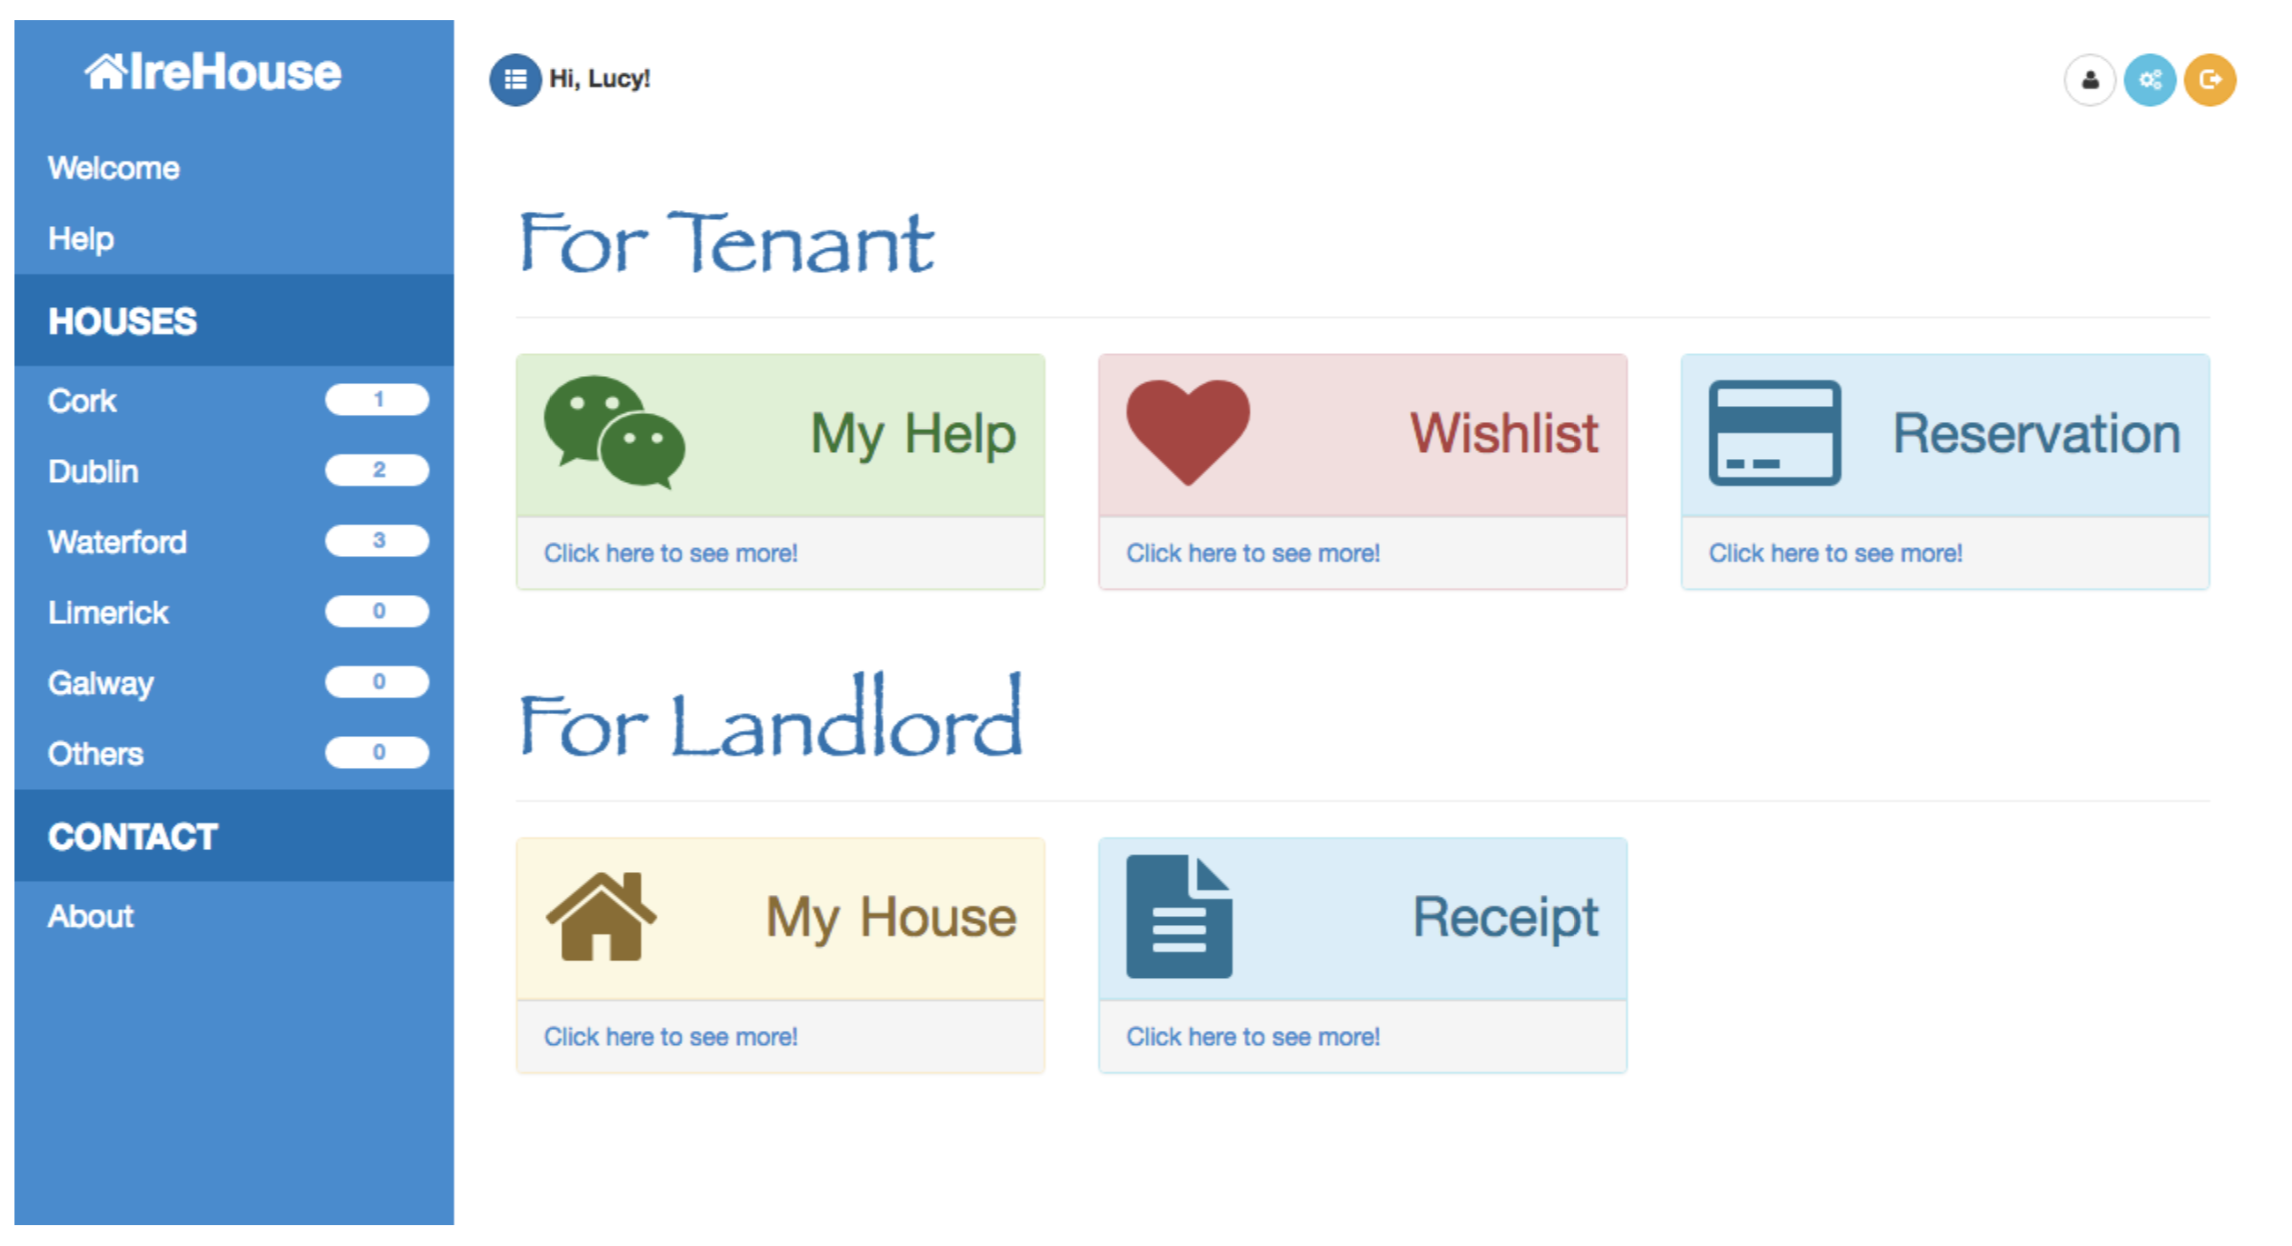 IreHouse
Welcome
Help
HOUSES
Cork 1
Dublin 2
Waterford 3
Limerick 0
Galway 0
Others 0
CONTACT
About
Hi, Lucy!
For Tenant
My Help
Click here to see more!
Wishlist
Click here to see more!
Reservation
Click here to see more!
For Landlord
My House
Click here to see more!
Receipt
Click here to see more!